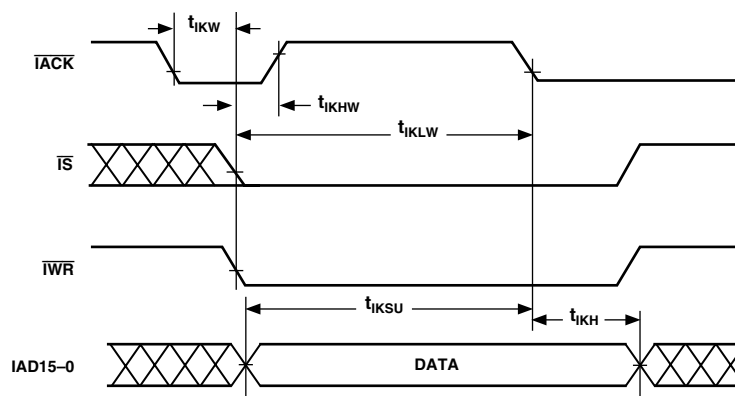 tIKW
IACK
tIKHW
tIKLW
IS
IWR
tIKSU
tIKH
IAD15–0
DATA